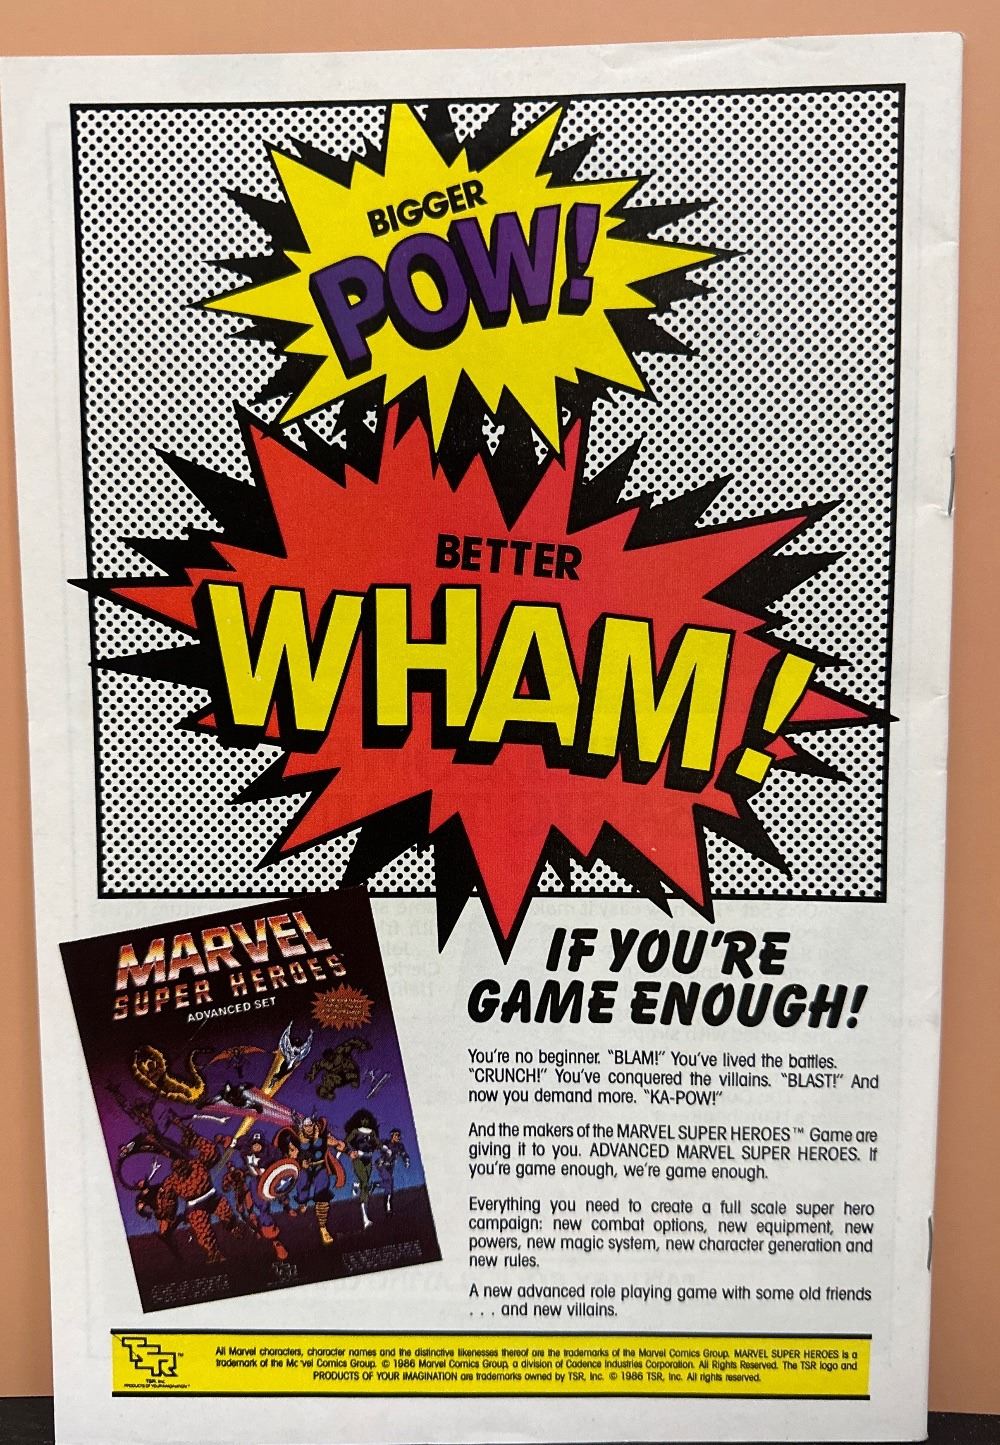 BIGGER
POW!
BETTER
WHAM!
MARVEL
SUPER HEROES
ADVANCED SET
IF YOU'RE
GAME ENOUGH!
You're no beginner. "BLAM!" You've lived the battles.
"CRUNCH!" You've conquered the villains. "BLAST!" And
now you demand more. "KA-POW!"
And the makers of the MARVEL SUPER HEROES™ Game are
giving it to you. ADVANCED MARVEL SUPER HEROES. If
you're game enough, we're game enough.
Everything you need to create a full scale super hero
campaign: new combat options, new equipment, new
powers, new magic system, new character generation and
new rules.
A new advanced role playing game with some old friends
. . . and new villains.
TSR™
TSR, Inc.
PRODUCTS OF YOUR IMAGINATION™
All Marvel characters, character names and the distinctive likenesses thereof are the trademarks of the Marvel Comics Group. MARVEL SUPER HEROES is a
trademark of the Mc vel Comics Group. © 1986 Marvel Comics Group, a division of Cadence Industries Corporation. All Rights Reserved. The TSR logo and
PRODUCTS OF YOUR IMAGINATION are trademarks owned by TSR, Inc. © 1986 TSR, Inc. All rights reserved.